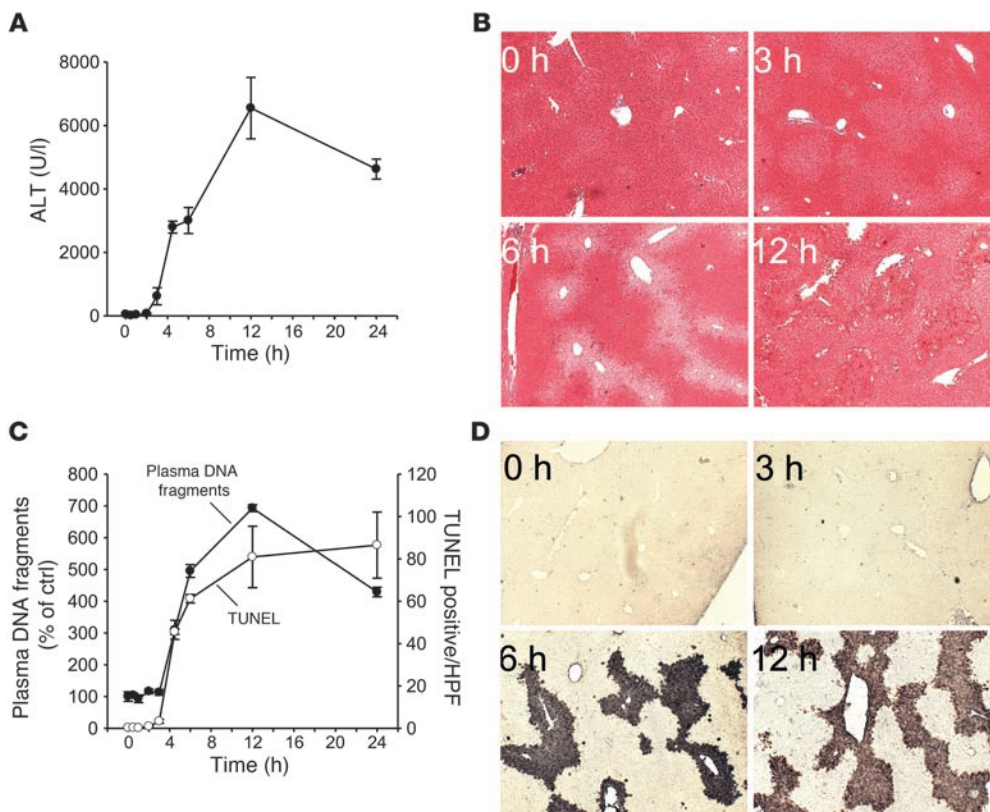 A
ALT (U/l)
8000
6000
4000
2000
0
0 4 8 12 16 20 24
Time (h)
B
0 h
3 h
6 h
12 h
C
Plasma DNA fragments
(% of ctrl)
800
700
600
500
400
300
200
100
0
Plasma DNA
fragments
TUNEL
120
100
80
60
40
20
0
TUNEL positive/HPF
0 4 8 12 16 20 24
Time (h)
D
0 h
3 h
6 h
12 h